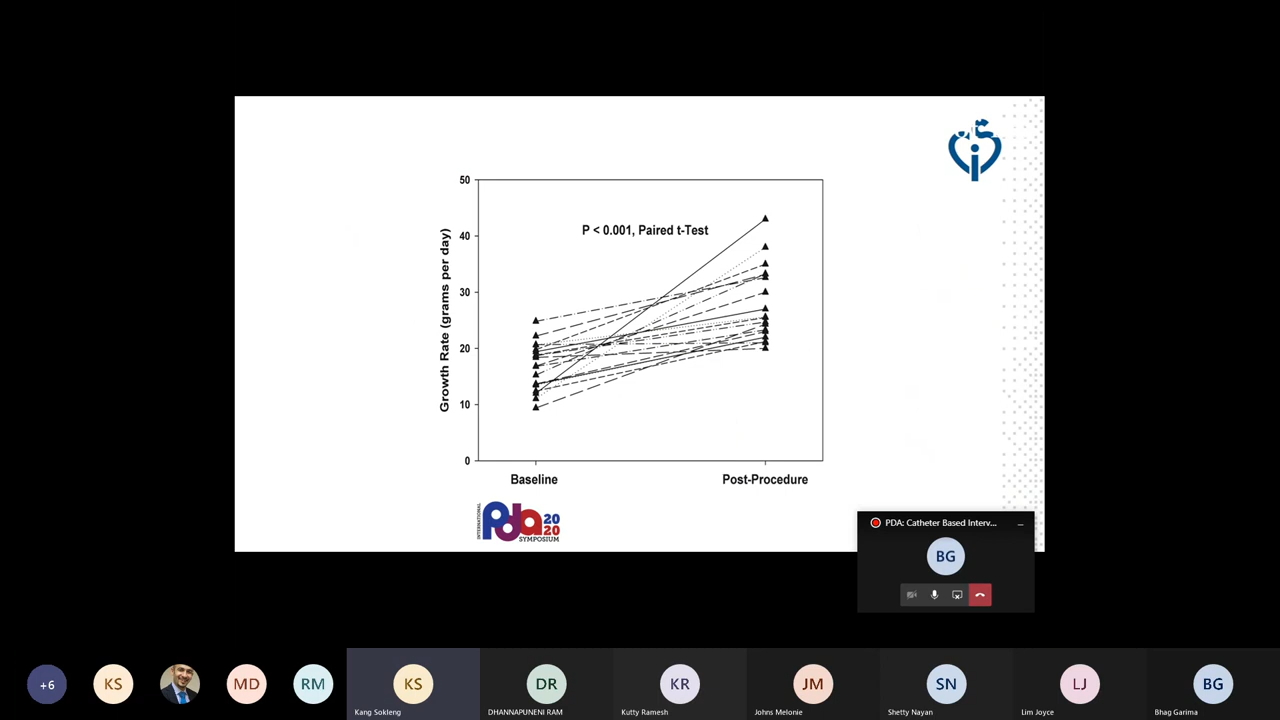 50
P < 0.001, Paired t-Test
40
30
20
10
0
Growth Rate (grams per day)
Baseline
Post-Procedure
INTERNATIONAL
pda 2020
SYMPOSIUM
PDA: Catheter Based Interv...
BG
+6
KS
MD
RM
KS
Kang Sokleng
DR
DHANNAPUNENI RAM
KR
Kutty Ramesh
JM
Johns Melonie
SN
Shetty Nayan
LJ
Lim Joyce
BG
Bhag Garima